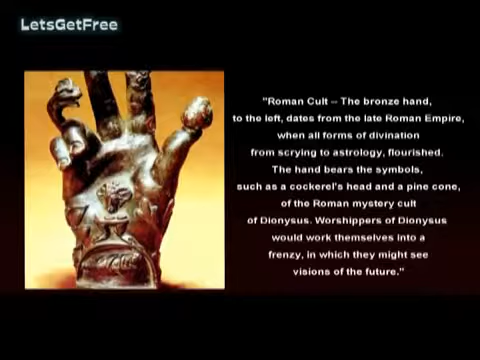 LetsGetFree
"Roman Cult -- The bronze hand,
to the left, dates from the late Roman Empire,
when all forms of divination
from scrying to astrology, flourished.
The hand bears the symbols,
such as a cockerel's head and a pine cone,
of the Roman mystery cult
of Dionysus. Worshippers of Dionysus
would work themselves into a
frenzy, in which they might see
visions of the future."